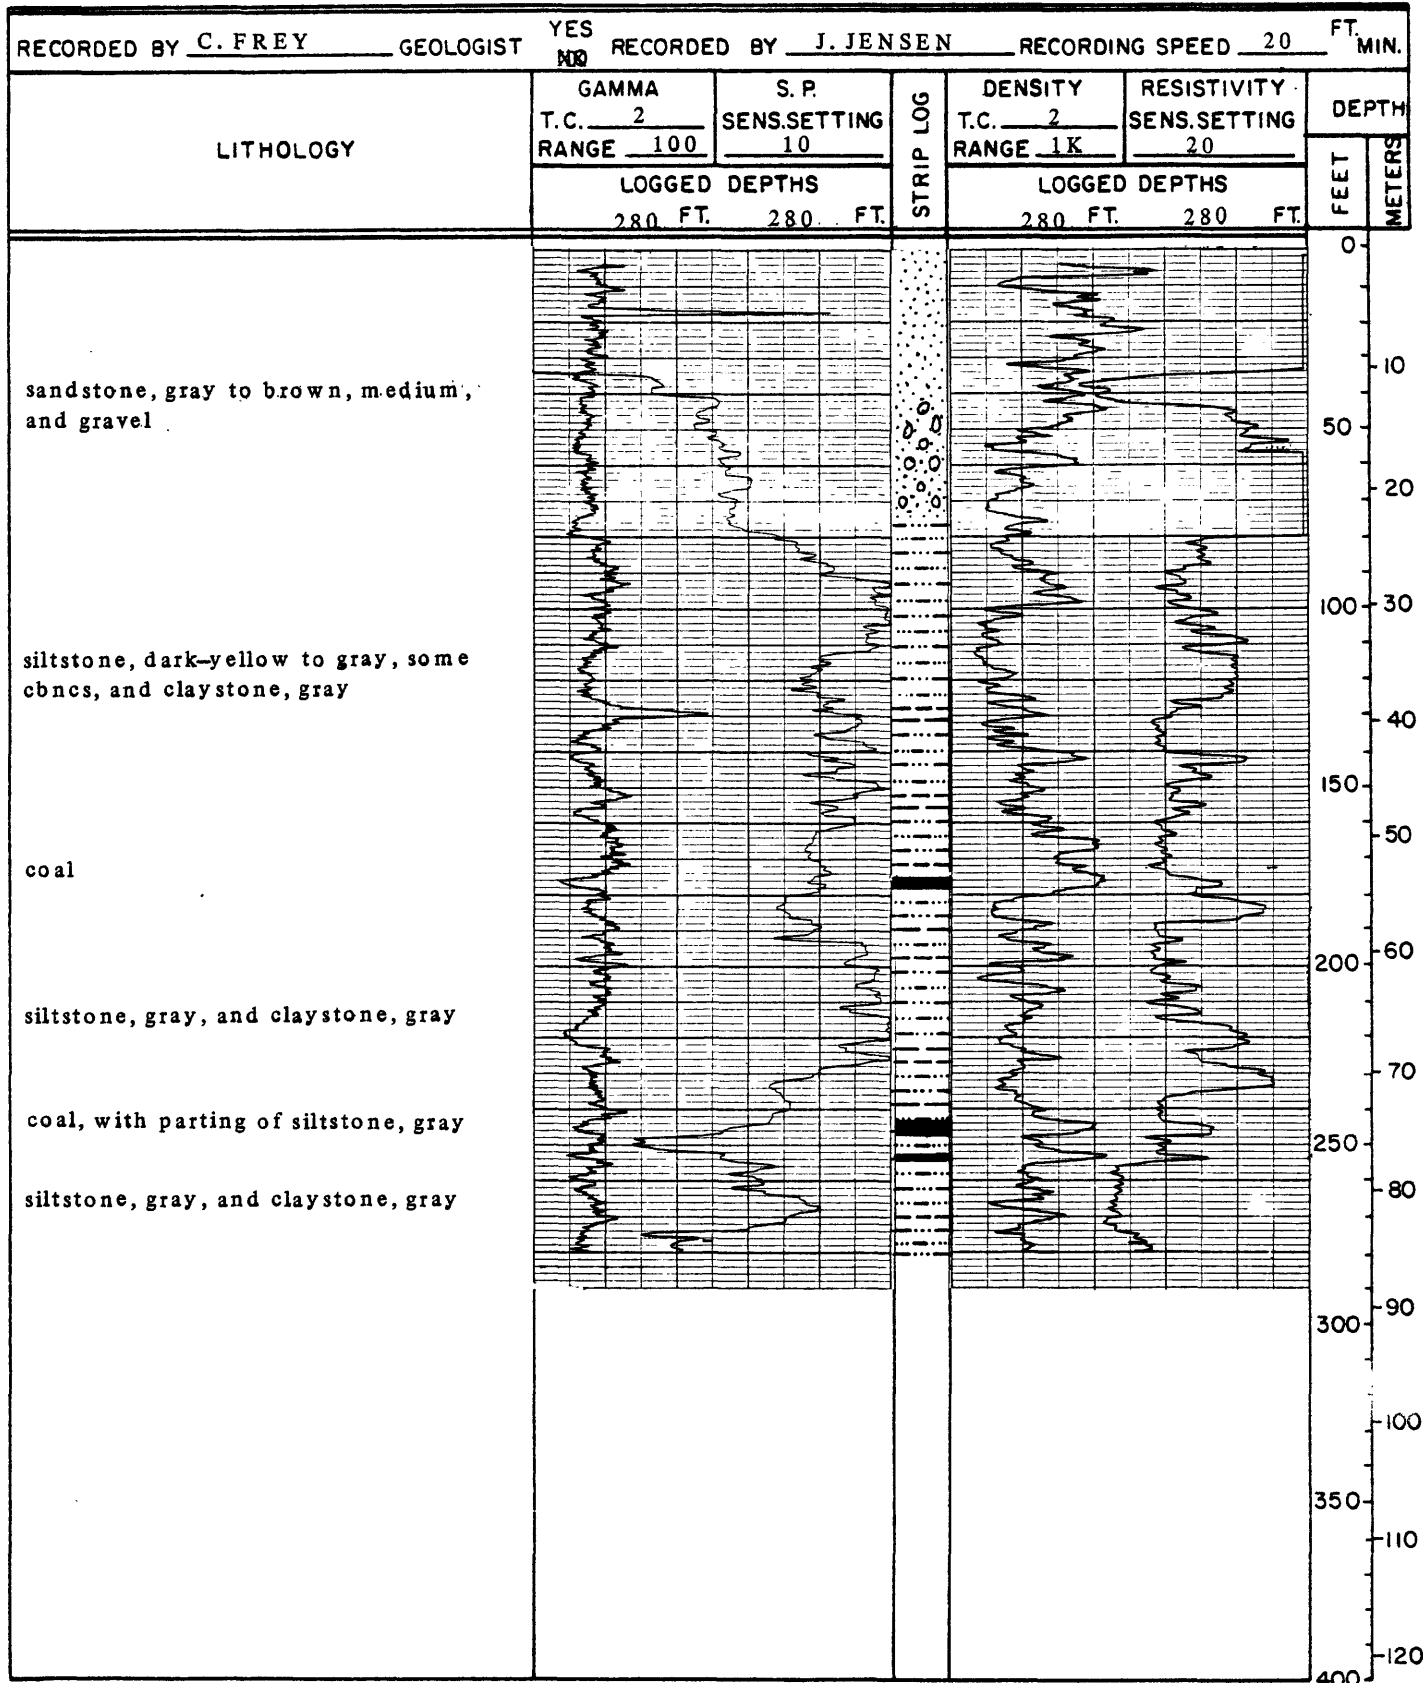 RECORDED BY C. FREY GEOLOGIST YES RECORDED BY J. JENSEN RECORDING SPEED 20 FT. MIN.
NO
LITHOLOGY
GAMMA
T.C. 2
RANGE 100
S. P.
SENS. SETTING
10
LOGGED DEPTHS
280 FT. 280 FT.
STRIP LOG
DENSITY
T.C. 2
RANGE 1K
RESISTIVITY
SENS. SETTING
20
LOGGED DEPTHS
280 FT. 280 FT.
DEPTH
FEET
METERS
0
10
sandstone, gray to brown, medium,
and gravel
50
20
100
30
siltstone, dark-yellow to gray, some
cbncs, and claystone, gray
40
150
50
coal
60
200
siltstone, gray, and claystone, gray
70
coal, with parting of siltstone, gray
250
80
siltstone, gray, and claystone, gray
90
300
100
350
110
120
400